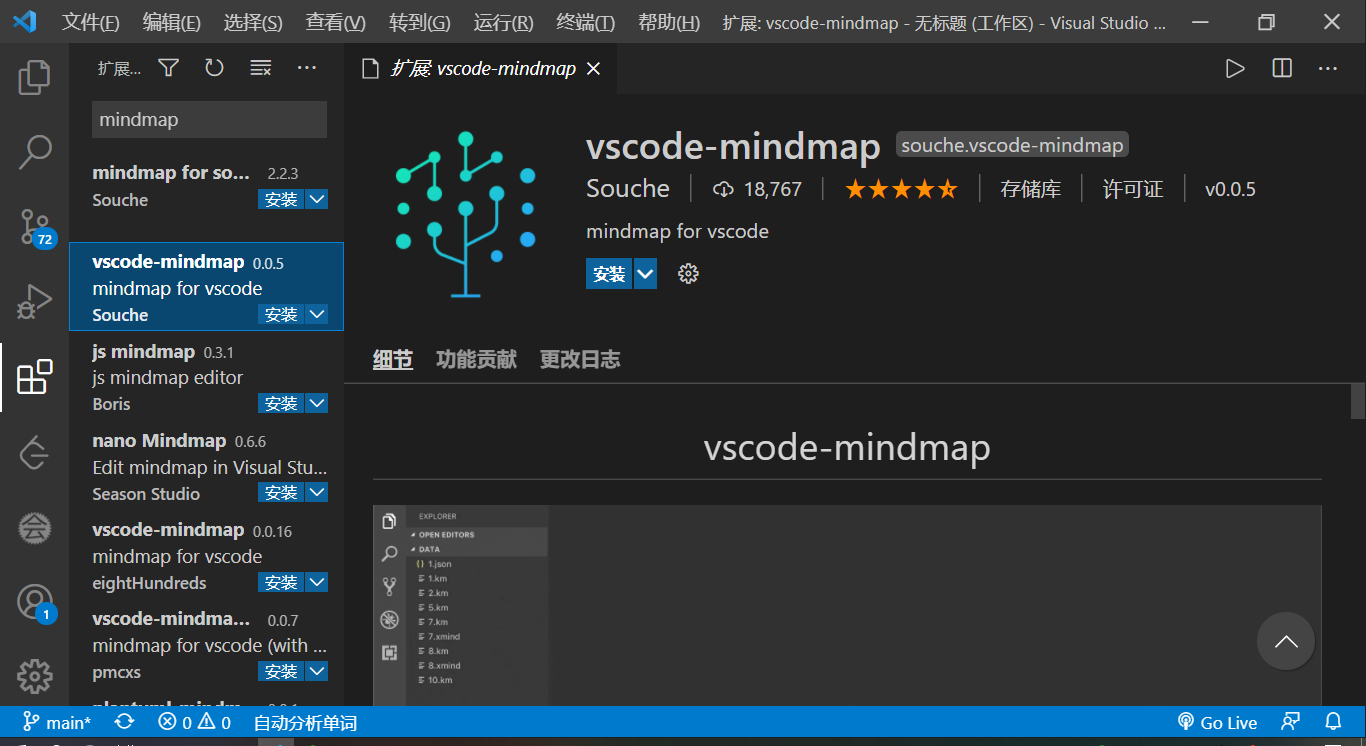 文件(F) 编辑(E) 选择(S) 查看(V) 转到(G) 运行(R) 终端(T) 帮助(H) 扩展: vscode-mindmap - 无标题 (工作区) - Visual Studio ...
扩展...
扩展: vscode-mindmap
mindmap
mindmap for so... 2.2.3
Souche 安装
vscode-mindmap 0.0.5
mindmap for vscode
Souche 安装
js mindmap 0.3.1
js mindmap editor
Boris 安装
nano Mindmap 0.6.6
Edit mindmap in Visual Stu...
Season Studio 安装
vscode-mindmap 0.0.16
mindmap for vscode
eightHundreds 安装
vscode-mindma... 0.0.7
mindmap for vscode (with ...
pmcxs 安装
72
1
vscode-mindmap souche.vscode-mindmap
Souche 18,767 存储库 许可证 v0.0.5
mindmap for vscode
安装
细节 功能贡献 更改日志
vscode-mindmap
EXPLORER
OPEN EDITORS
DATA
{} 1.json
1.km
2.km
5.km
7.km
7.xmind
8.km
8.xmind
10.km
main* 0 0 自动分析单词 Go Live